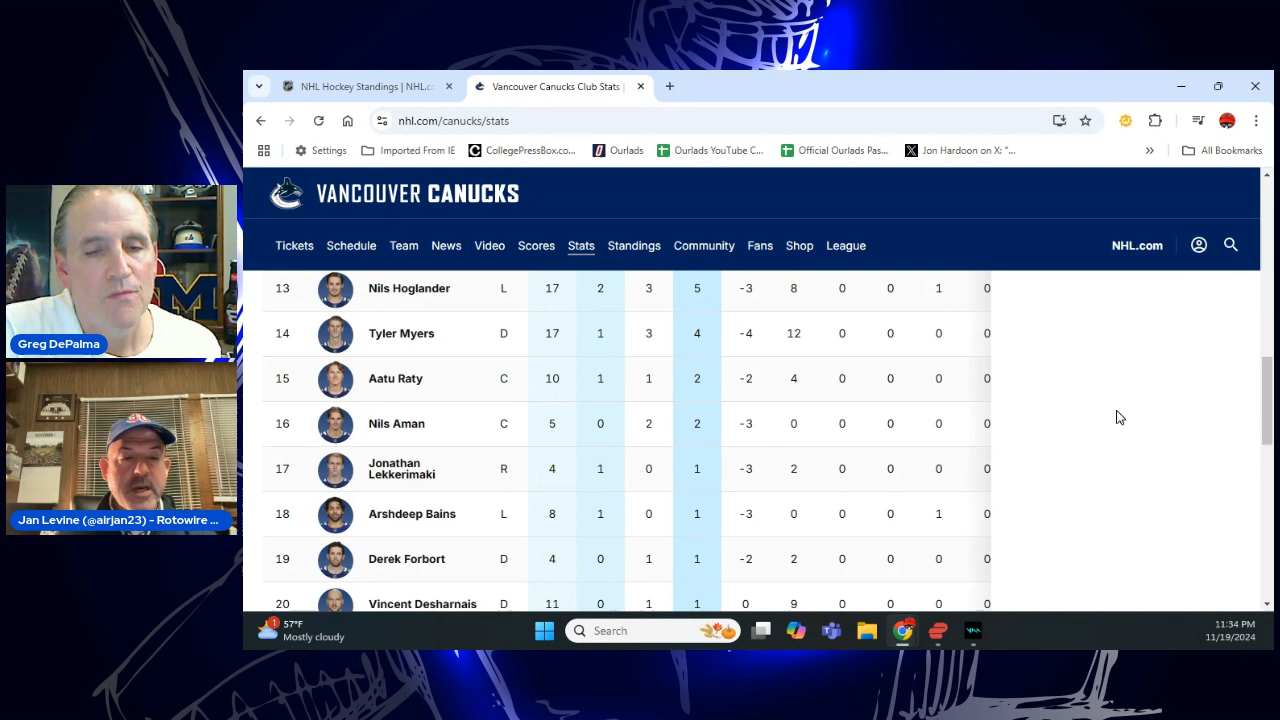 NHL Hockey Standings | NHL.c
Vancouver Canucks Club Stats |
nhl.com/canucks/stats
Settings
Imported From IE
CollegePressBox.co...
Ourlads
Ourlads YouTube C...
Official Ourlads Pas...
Jon Hardoon on X: "...
All Bookmarks
VANCOUVER CANUCKS
Tickets Schedule Team News Video Scores Stats Standings Community Fans Shop League NHL.com
13 Nils Hoglander L 17 2 3 5 -3 8 0 0 1 0
14 Tyler Myers D 17 1 3 4 -4 12 0 0 0 0
15 Aatu Raty C 10 1 1 2 -2 4 0 0 0 0
16 Nils Aman C 5 0 2 2 -3 0 0 0 0 0
17 Jonathan
Lekkerimaki R 4 1 0 1 -3 2 0 0 0 0
18 Arshdeep Bains L 8 1 0 1 -3 0 0 0 0 0
19 Derek Forbort D 4 0 1 1 -2 2 0 0 0 0
20 Vincent Desharnais D 11 0 1 1 0 9 0 0 0 0
Greg DePalma
Jan Levine (@airjan23) - Rotowire ...
1
57°F
Mostly cloudy
Search
11:34 PM
11/19/2024